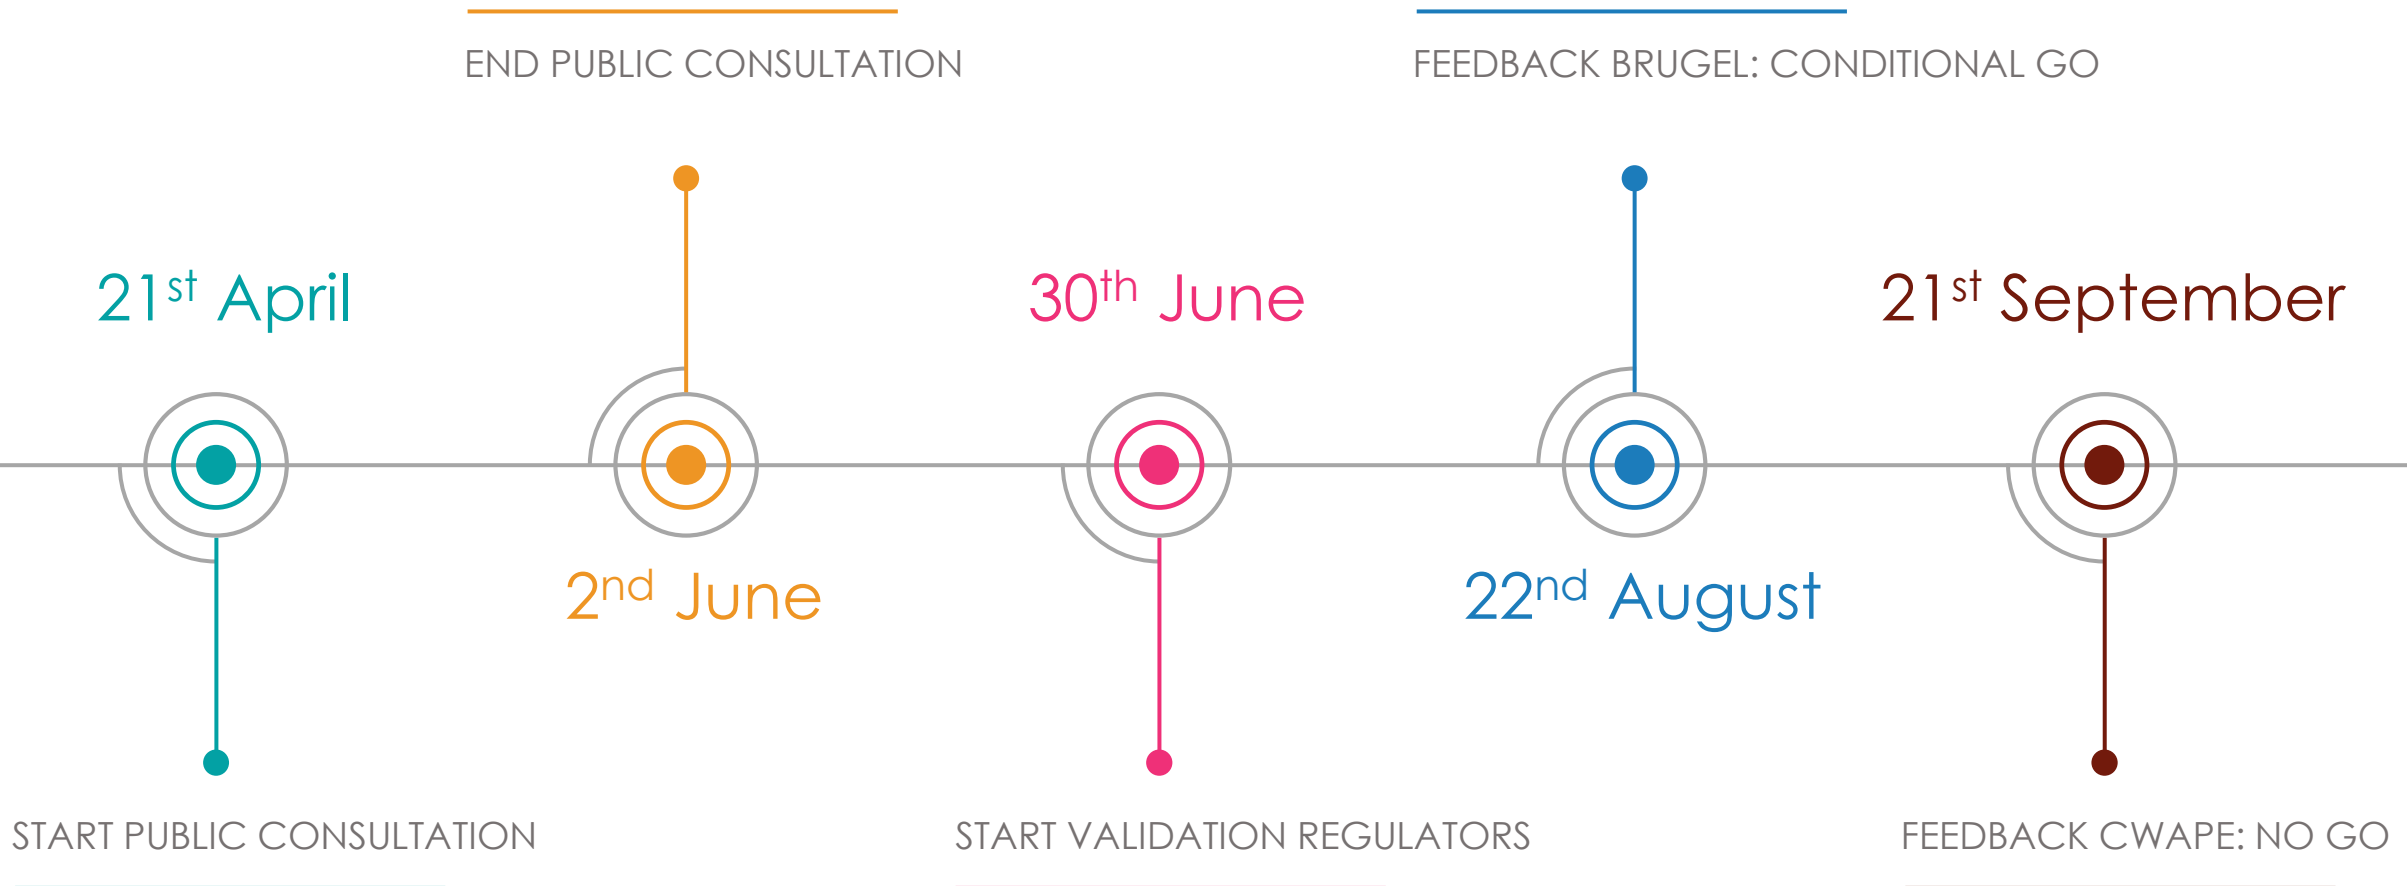 END PUBLIC CONSULTATION
FEEDBACK BRUGEL: CONDITIONAL GO
21st April
30th June
21st September
2nd June
22nd August
START PUBLIC CONSULTATION
START VALIDATION REGULATORS
FEEDBACK CWAPE: NO GO